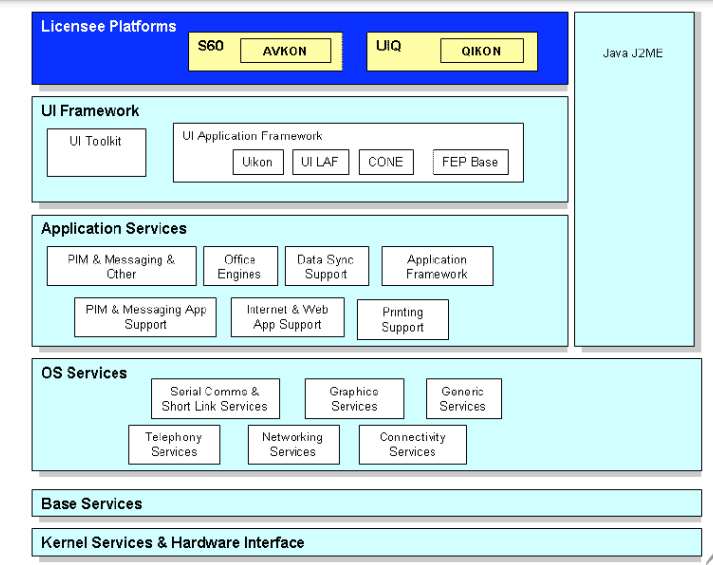 Licensee Platforms
S60
AVKON
UIQ
QIKON
Java J2ME
UI Framework
UI Toolkit
UI Application Framework
Uikon
UI LAF
CONE
FEP Base
Application Services
PIM & Messaging &
Other
Office
Engines
Data Sync
Support
Application
Framework
PIM & Messaging App
Support
Internet & Web
App Support
Printing
Support
OS Services
Serial Comms &
Short Link Services
Graphics
Services
Generic
Services
Telephony
Services
Networking
Services
Connectivity
Services
Base Services
Kernel Services & Hardware Interface